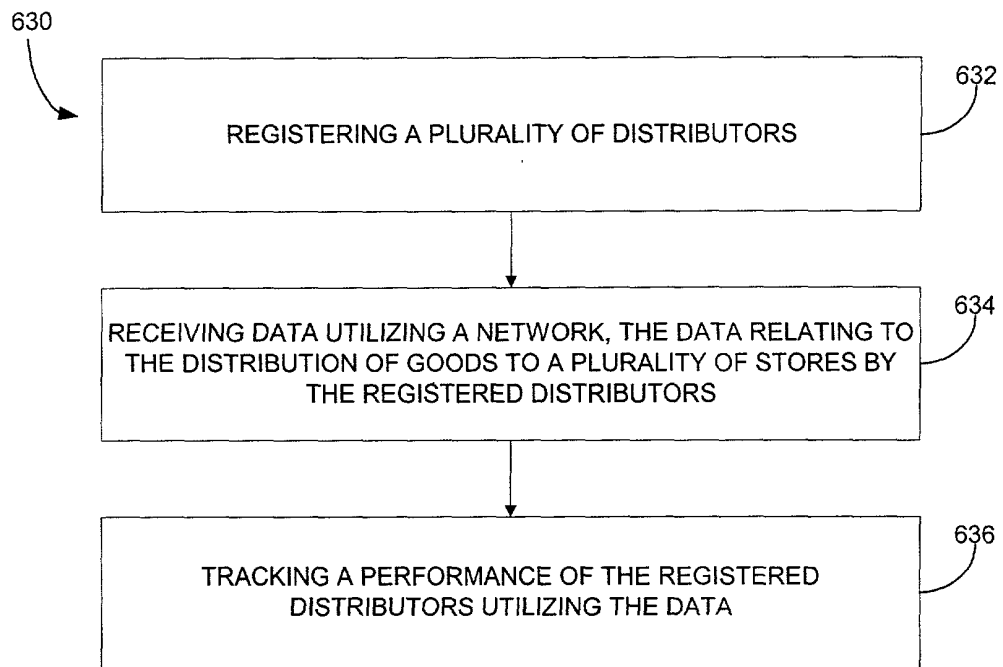 630
632
REGISTERING A PLURALITY OF DISTRIBUTORS
634
RECEIVING DATA UTILIZING A NETWORK, THE DATA RELATING TO
THE DISTRIBUTION OF GOODS TO A PLURALITY OF STORES BY
THE REGISTERED DISTRIBUTORS
636
TRACKING A PERFORMANCE OF THE REGISTERED
DISTRIBUTORS UTILIZING THE DATA